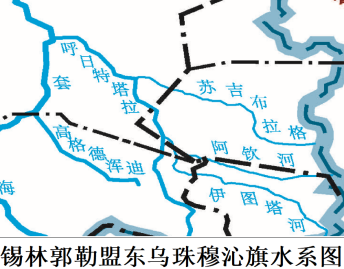 呼日特塔拉
套
苏吉布拉格
高格德浑迪
阿钦河
伊图塔河
海
锡林郭勒盟东乌珠穆沁旗水系图